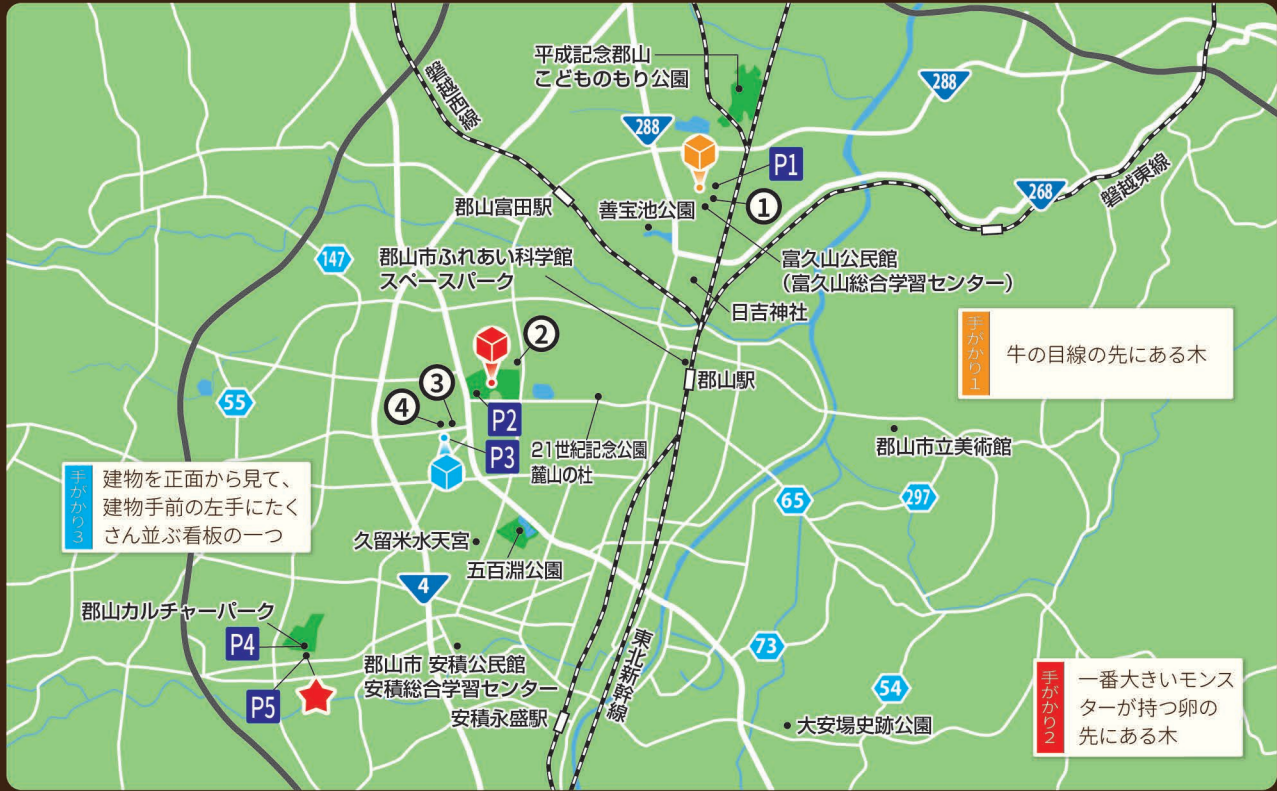 平成記念郡山
こどものもり公園
磐越西線
288
288
P1
268
磐越東線
①
郡山富田駅
善宝池公園
富久山公民館
(富久山総合学習センター)
147
郡山市ふれあい科学館
スペースパーク
日吉神社
手がかり1
牛の目線の先にある木
②
郡山駅
③
55
④
P2
P3
21世紀記念公園
麓山の杜
郡山市立美術館
手がかり3
建物を正面から見て、
建物手前の左手にたく
さん並ぶ看板の一つ
65
297
久留米水天宮
五百淵公園
4
郡山カルチャーパーク
P4
P5
郡山市 安積公民館
安積総合学習センター
安積永盛駅
東北新幹線
73
54
大安場史跡公園
手がかり2
一番大きいモンス
ターが持つ卵の
先にある木